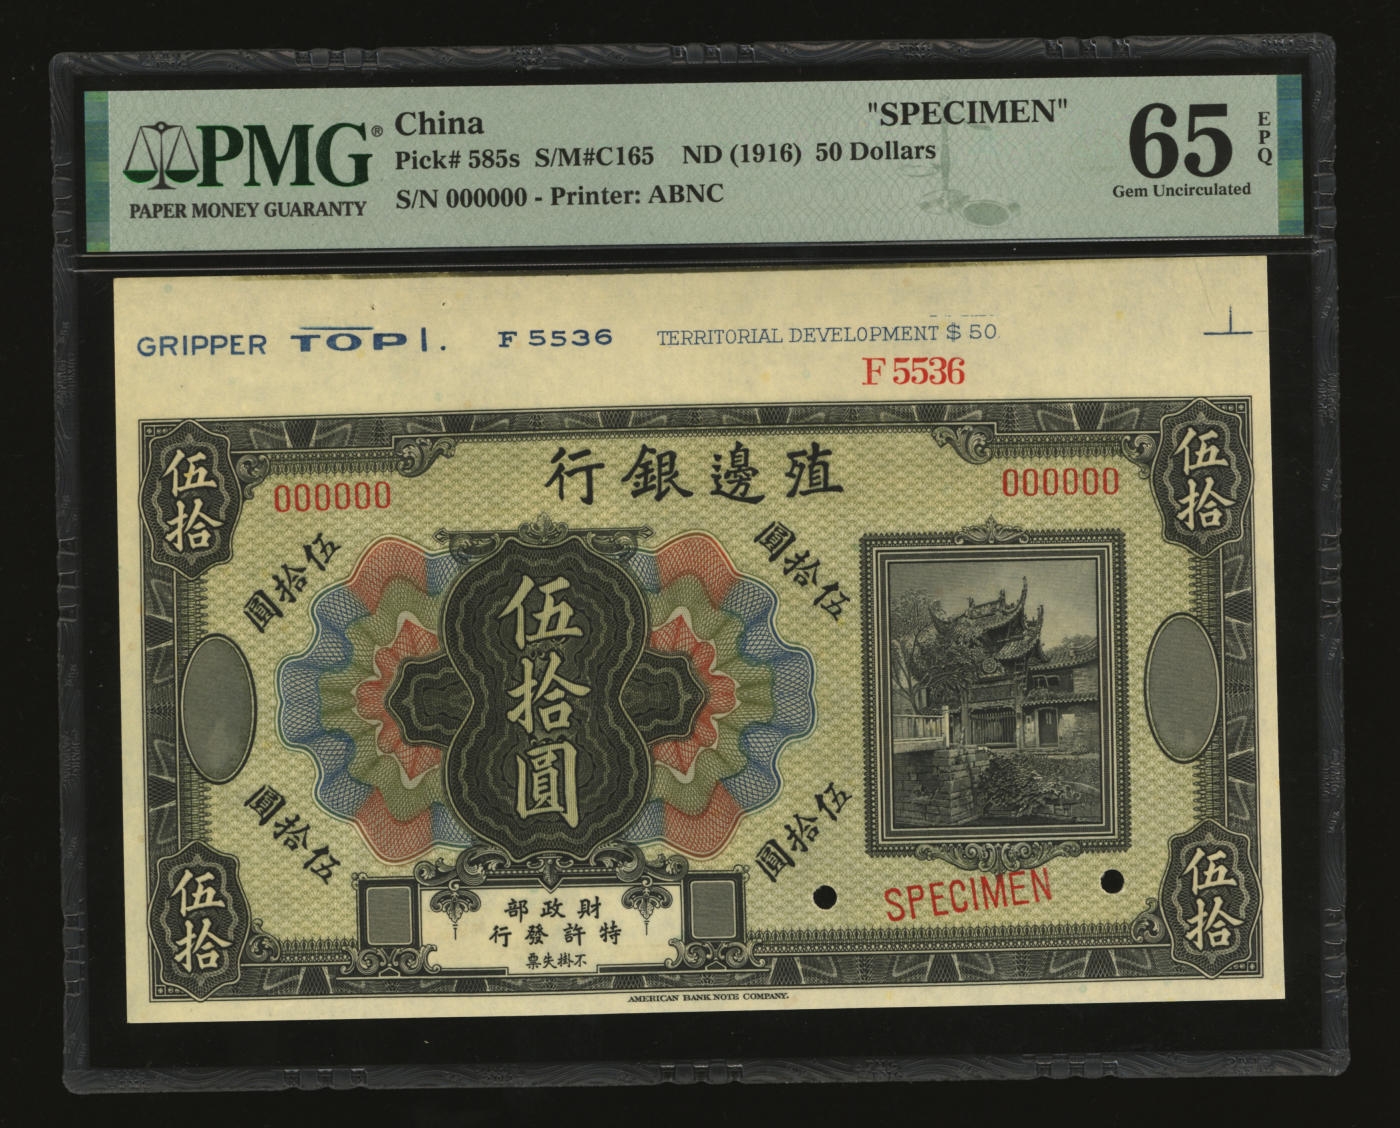 PMG®
PAPER MONEY GUARANTY
China
"SPECIMEN"
Pick# 585s S/M#C165 ND (1916) 50 Dollars
S/N 000000 - Printer: ABNC
65
EPQ
Gem Uncirculated
GRIPPER TOP |. F 5536 TERRITORIAL DEVELOPMENT $ 50
F 5536
行銀邊殖
伍拾
伍拾
000000
000000
圓拾伍
圓拾伍
伍拾圓
圓拾伍
圓拾伍
伍拾
伍拾
部政財
行發許特
票失掛不
SPECIMEN
AMERICAN BANK NOTE COMPANY.